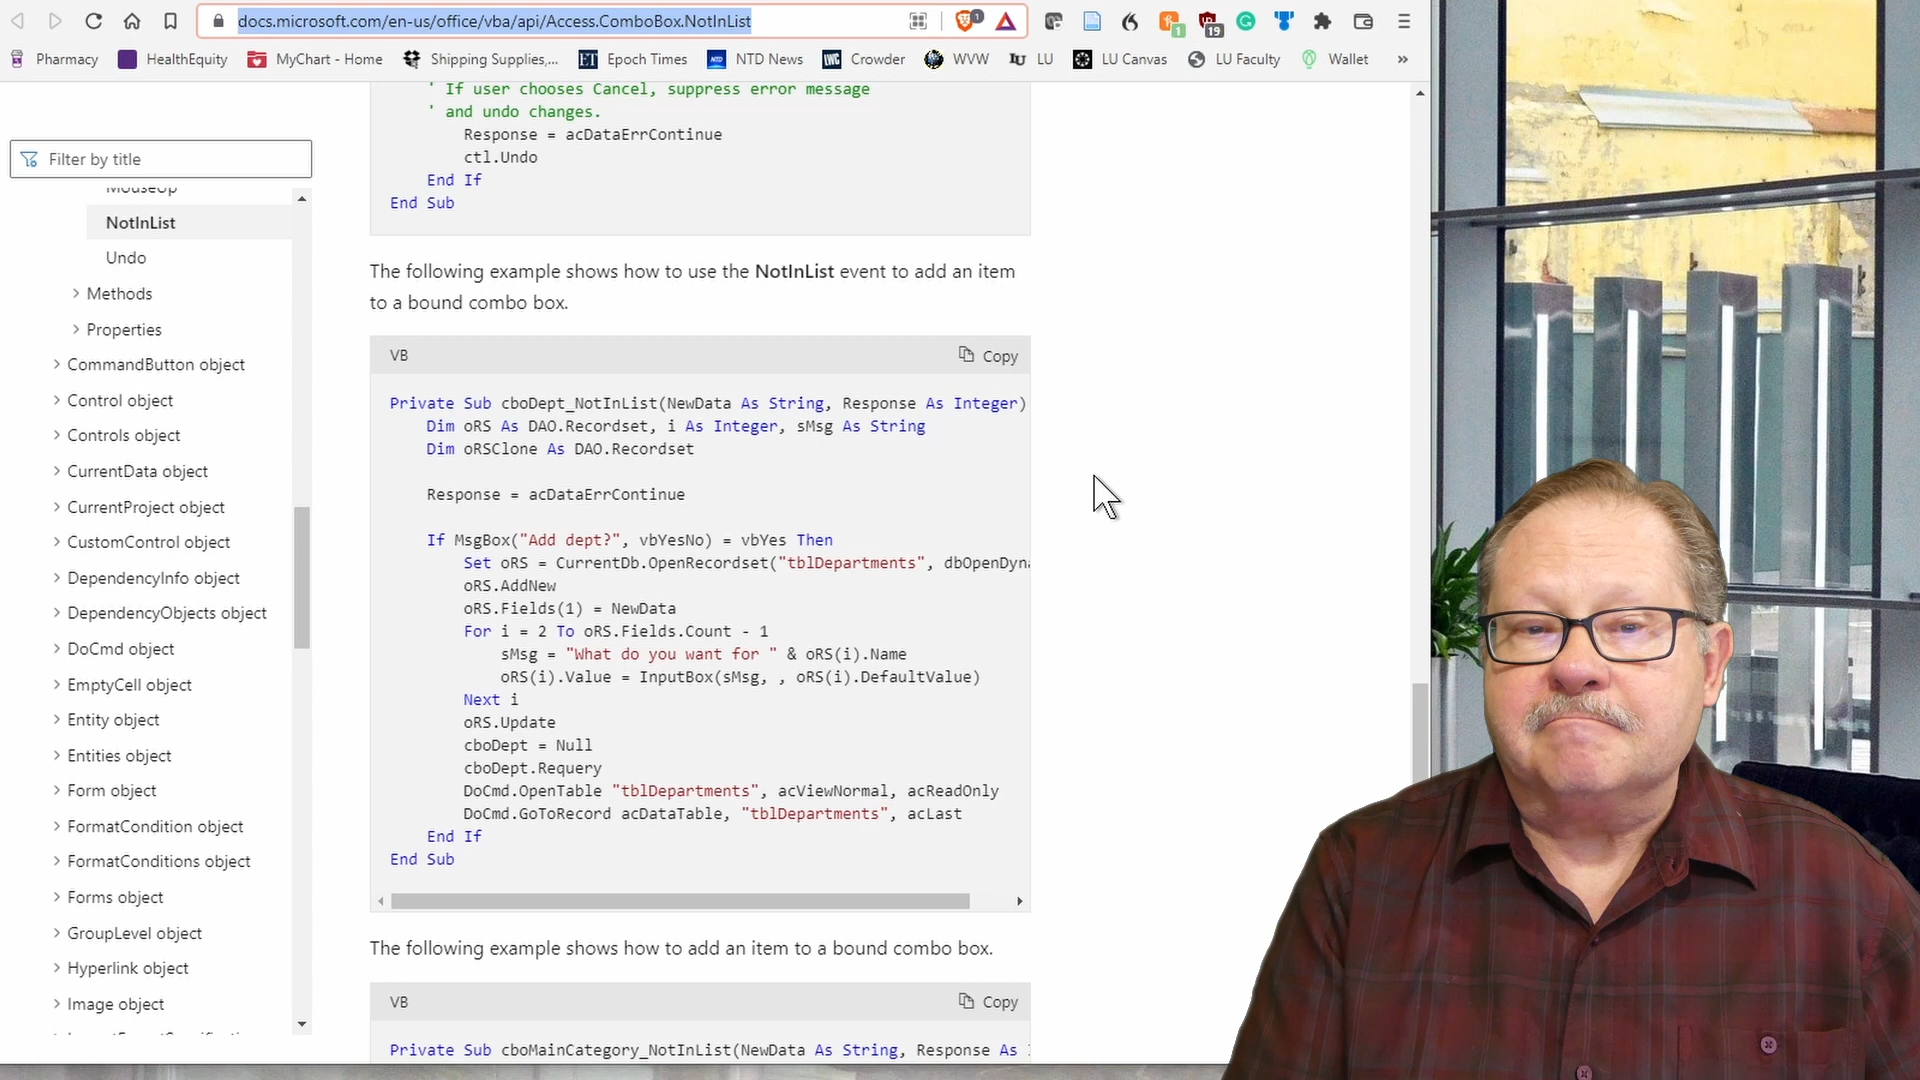 docs.microsoft.com/en-us/office/vba/api/Access.ComboBox.NotInList
1
1
19
Pharmacy
HealthEquity
MyChart - Home
Shipping Supplies,...
ET
Epoch Times
NTD
NTD News
LWC
Crowder
WVW
LU
LU
LU Canvas
LU Faculty
Wallet
»
' If user chooses Cancel, suppress error message
' and undo changes.
Response = acDataErrContinue
ctl.Undo
End If
End Sub
Filter by title
MouseUp
NotInList
Undo
Methods
Properties
CommandButton object
Control object
Controls object
CurrentData object
CurrentProject object
CustomControl object
DependencyInfo object
DependencyObjects object
DoCmd object
EmptyCell object
Entity object
Entities object
Form object
FormatCondition object
FormatConditions object
Forms object
GroupLevel object
Hyperlink object
Image object
The following example shows how to use the NotInList event to add an item
to a bound combo box.
VB
Copy
Private Sub cboDept_NotInList(NewData As String, Response As Integer)
Dim oRS As DAO.Recordset, i As Integer, sMsg As String
Dim oRSClone As DAO.Recordset
Response = acDataErrContinue
If MsgBox("Add dept?", vbYesNo) = vbYes Then
Set oRS = CurrentDb.OpenRecordset("tblDepartments", dbOpenDyna
oRS.AddNew
oRS.Fields(1) = NewData
For i = 2 To oRS.Fields.Count - 1
sMsg = "What do you want for " & oRS(i).Name
oRS(i).Value = InputBox(sMsg, , oRS(i).DefaultValue)
Next i
oRS.Update
cboDept = Null
cboDept.Requery
DoCmd.OpenTable "tblDepartments", acViewNormal, acReadOnly
DoCmd.GoToRecord acDataTable, "tblDepartments", acLast
End If
End Sub
The following example shows how to add an item to a bound combo box.
VB
Copy
Private Sub cboMainCategory_NotInList(NewData As String, Response As